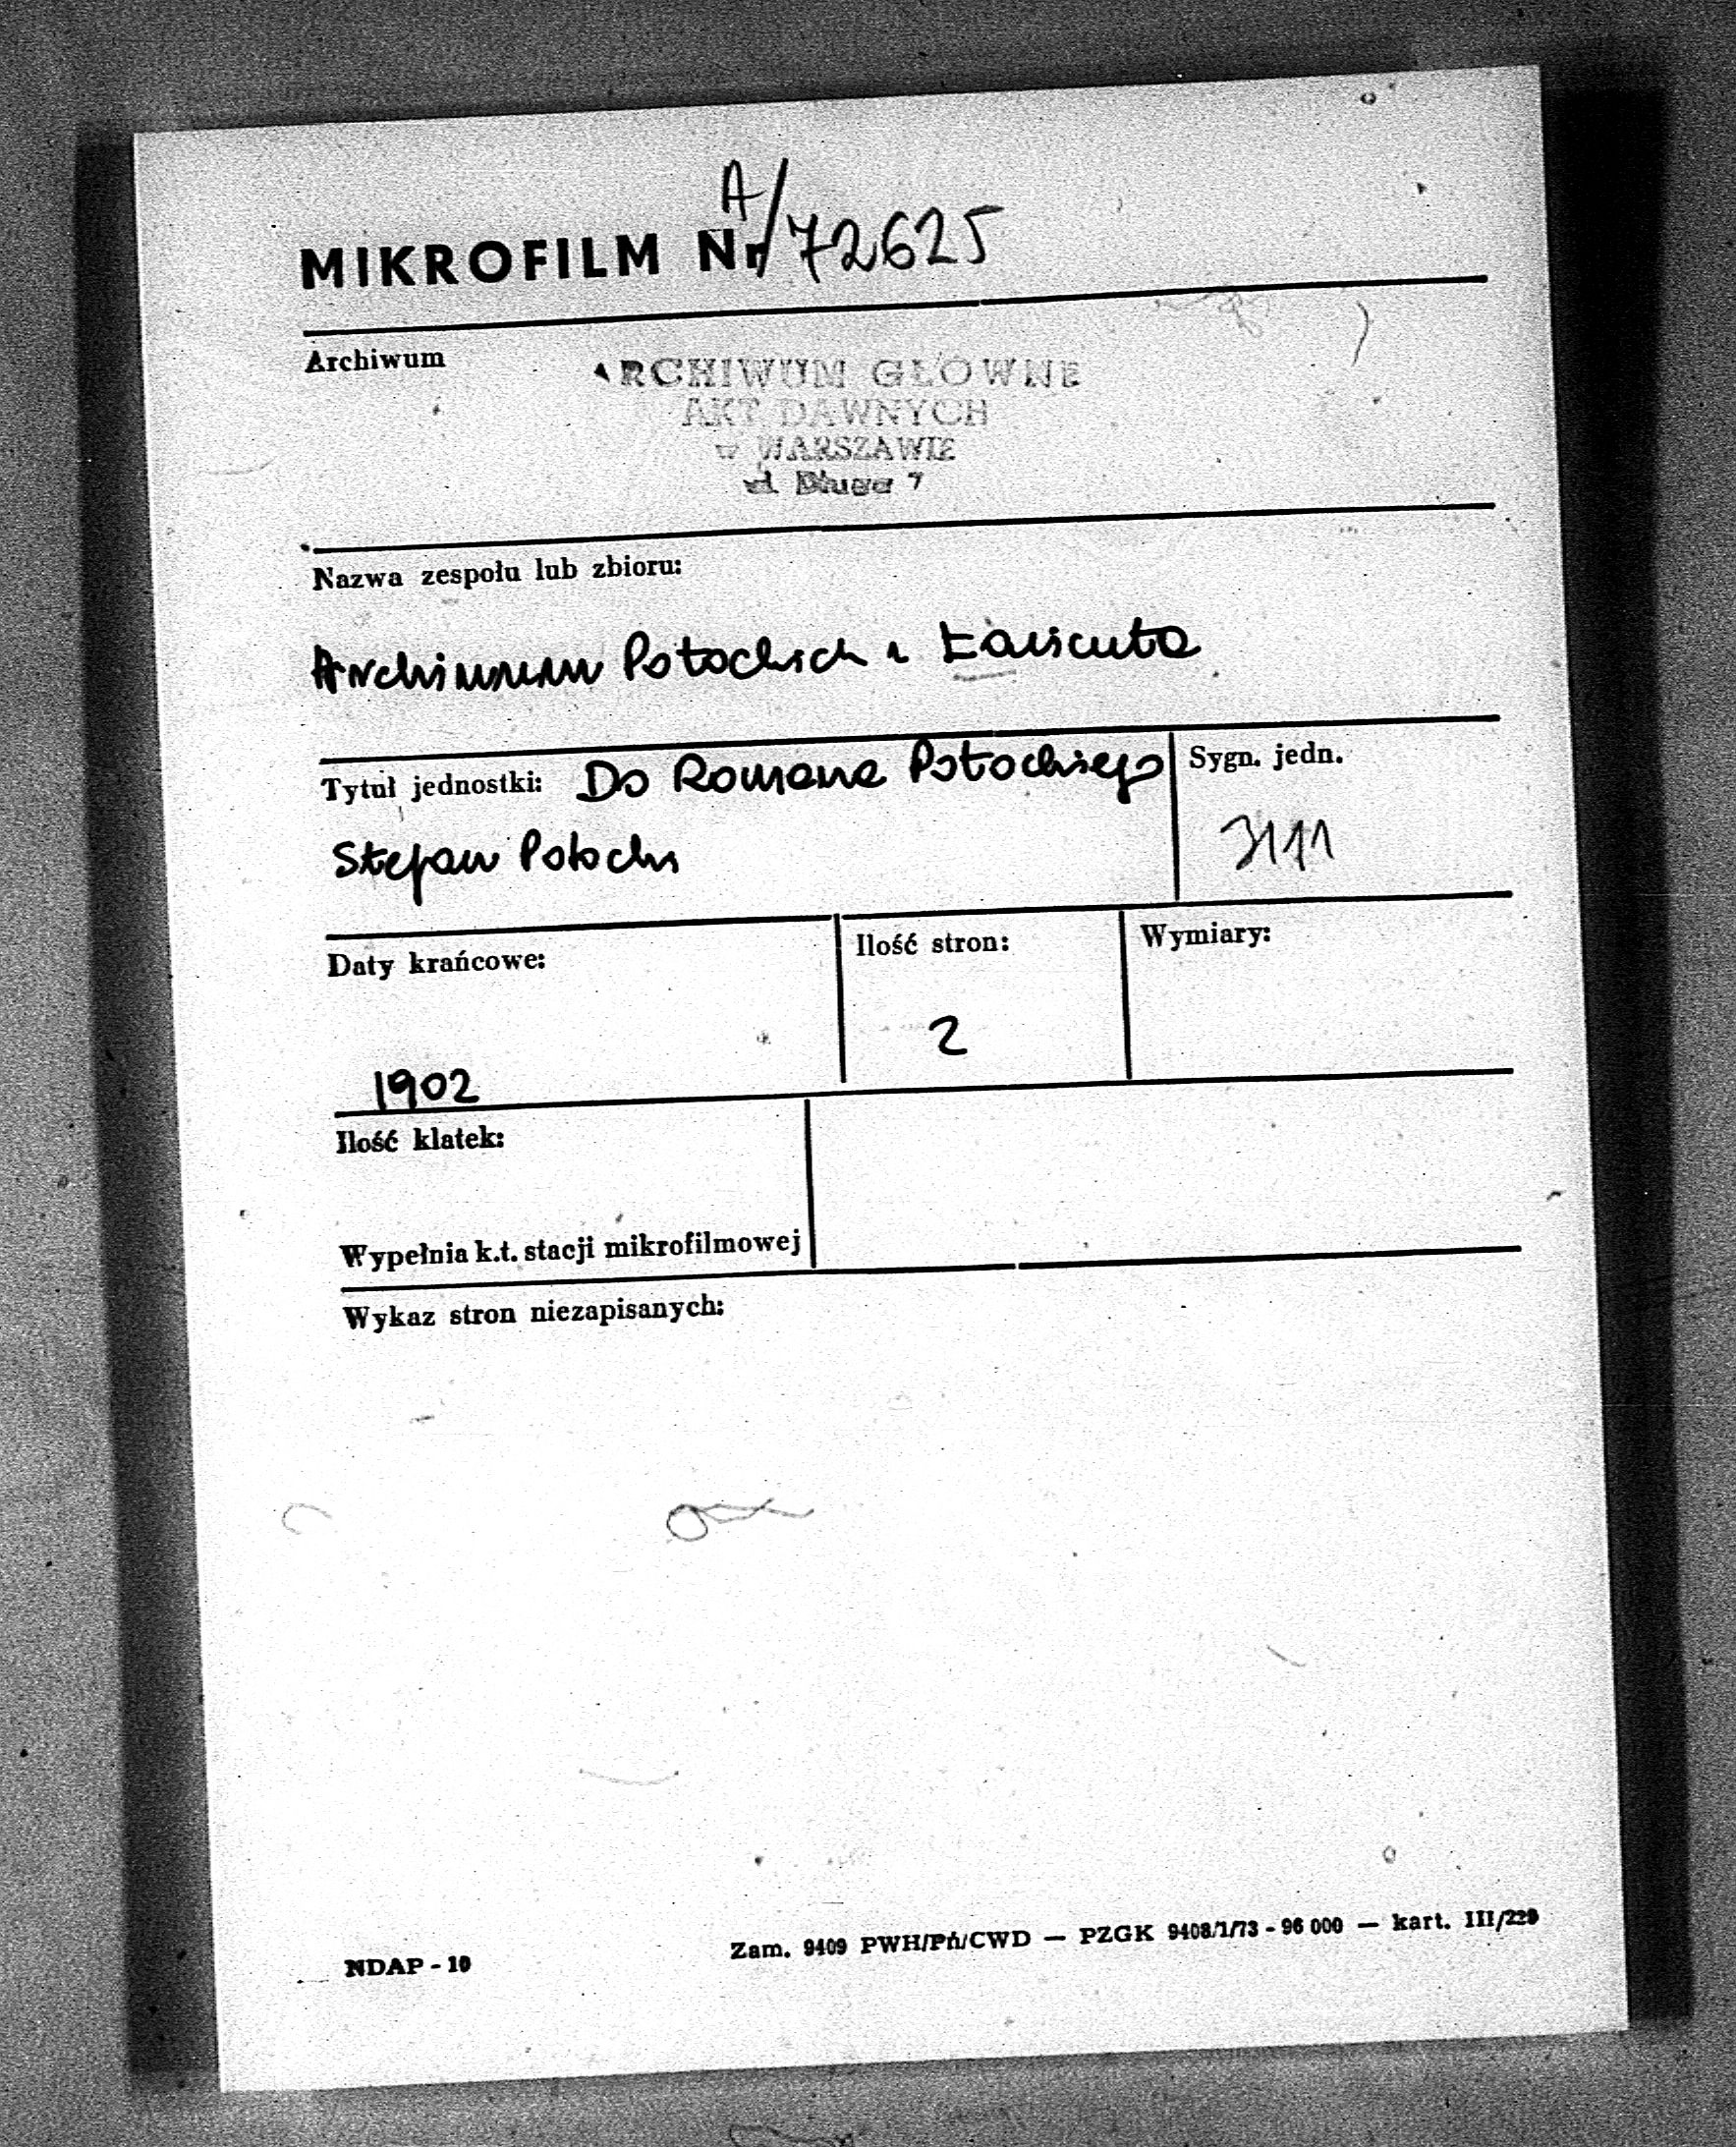 A/72625
MIKROFILM Nr
Archiwum
ARCHIWUM GŁÓWNE
AKT DAWNYCH
w WARSZAWIE
ul. Długa 7
Nazwa zespołu lub zbioru:
Archiwum Potockich z Łańcuta
Tytuł jednostki: Do Romana Potockiego
Stefan Potocki
Sygn. jedn.
3111
Daty krańcowe:
1902
Ilość stron:
2
Wymiary:
Ilość klatek:
Wypełnia k.t. stacji mikrofilmowej
Wykaz stron niezapisanych:
NDAP - 10
Zam. 9409 PWH/Pń/CWD — PZGK 9408/1/73 - 96 000 — kart. III/229